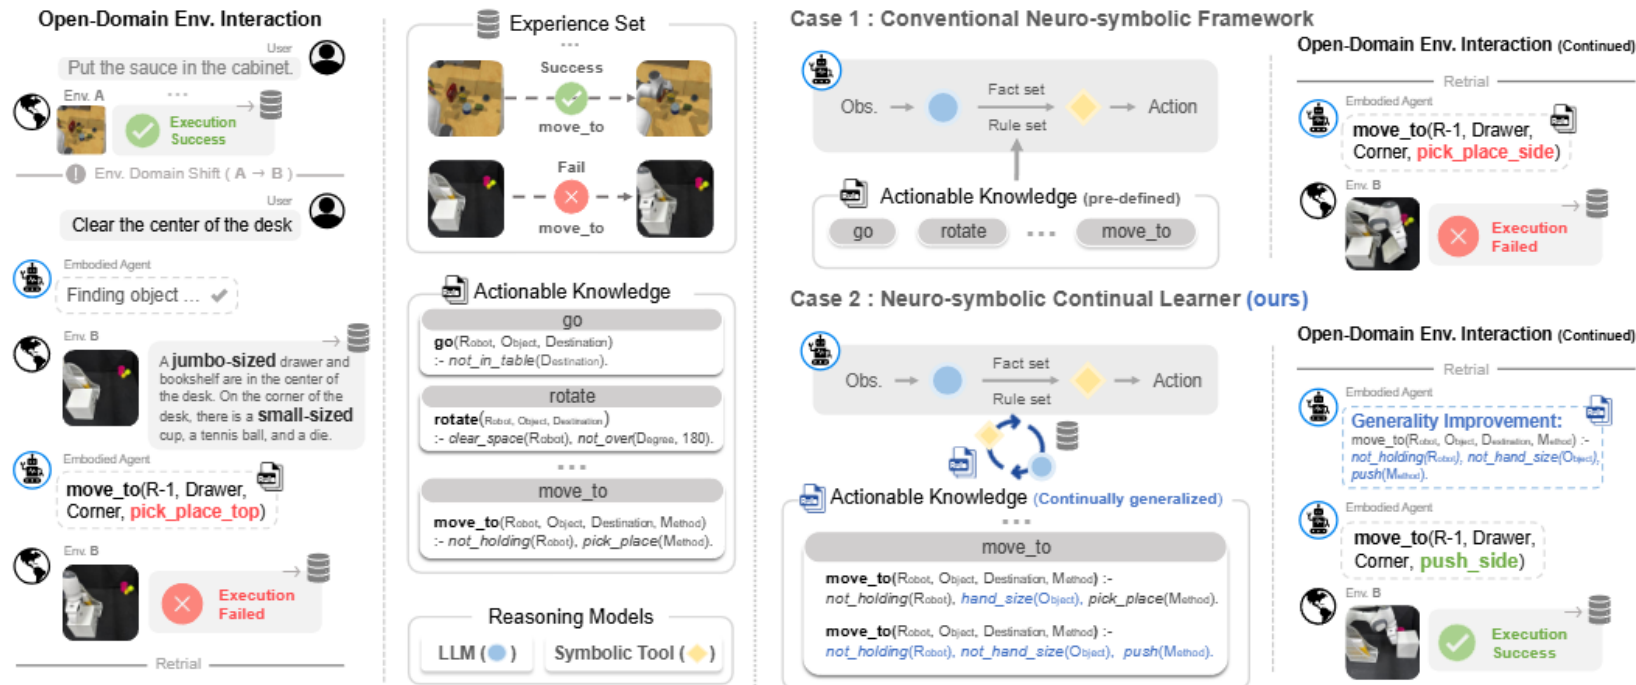 Open-Domain Env. Interaction
User
Put the sauce in the cabinet.
Env. A
...
Execution
Success
! Env. Domain Shift ( A → B )
User
Clear the center of the desk
Embodied Agent
Finding object ...
Env. B
A jumbo-sized drawer and
bookshelf are in the center of
the desk. On the corner of the
desk, there is a small-sized
cup, a tennis ball, and a die.
Embodied Agent
Rule
move_to(R-1, Drawer,
Corner, pick_place_top)
Env. B
Execution
Failed
Retrial
Experience Set
...
Success
move_to
Fail
move_to
Rule
Actionable Knowledge
go
go(Robot, Object, Destination)
:- not_in_table(Destination).
rotate
rotate(Robot, Object, Destination)
:- clear_space(Robot), not_over(Degree, 180).
...
move_to
move_to(Robot, Object, Destination, Method)
:- not_holding(Robot), pick_place(Method).
Reasoning Models
LLM ( )
Symbolic Tool ( )
Case 1 : Conventional Neuro-symbolic Framework
Obs.
Fact set
Rule set
Action
Rule
Actionable Knowledge (pre-defined)
go
rotate
...
move_to
Open-Domain Env. Interaction (Continued)
Retrial
Embodied Agent
Rule
move_to(R-1, Drawer,
Corner, pick_place_side)
Env. B
Execution
Failed
Case 2 : Neuro-symbolic Continual Learner (ours)
Obs.
Fact set
Rule set
Action
Rule
Rule
Actionable Knowledge (Continually generalized)
...
move_to
move_to(Robot, Object, Destination, Method) :-
not_holding(Robot), hand_size(Object), pick_place(Method).
move_to(Robot, Object, Destination, Method) :-
not_holding(Robot), not_hand_size(Object), push(Method).
Open-Domain Env. Interaction (Continued)
Retrial
Embodied Agent
Rule
Generality Improvement:
move_to(Robot, Object, Destination, Method) :-
not_holding(Robot), not_hand_size(Object),
push(Method).
Embodied Agent
move_to(R-1, Drawer,
Corner, push_side)
Env. B
Execution
Success